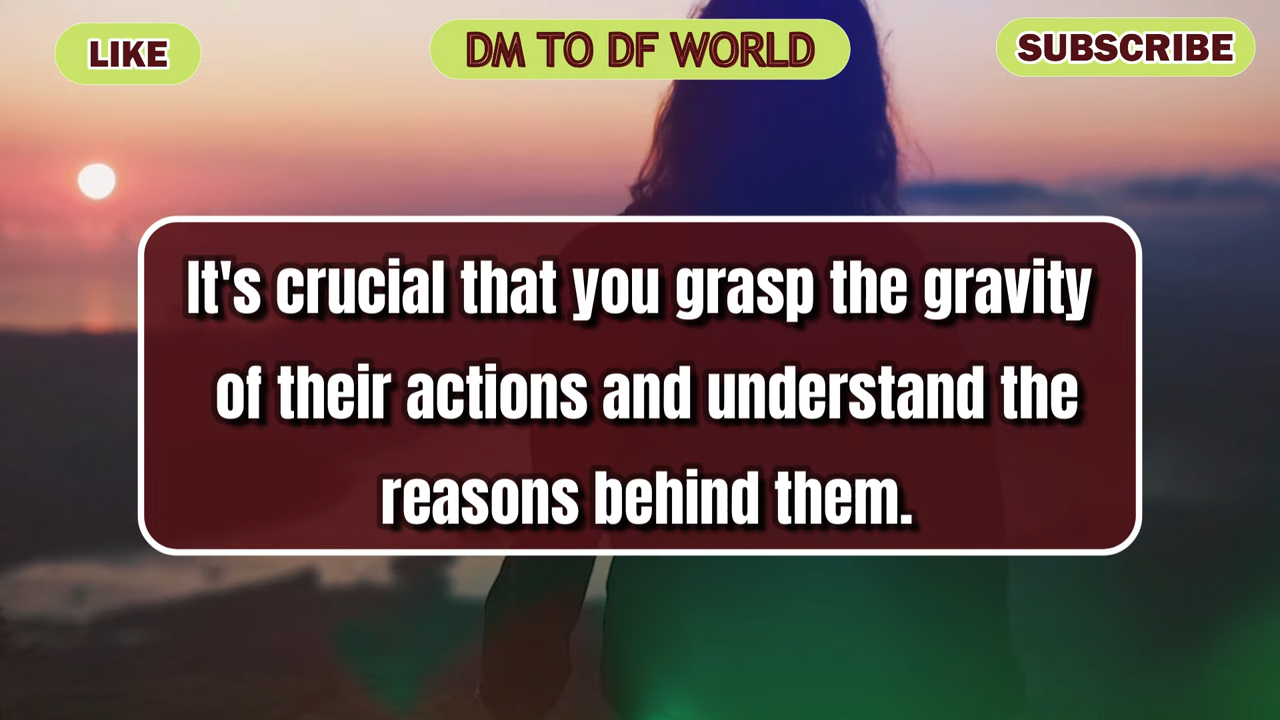 LIKE
DM TO DF WORLD
SUBSCRIBE
It's crucial that you grasp the gravity
of their actions and understand the
reasons behind them.